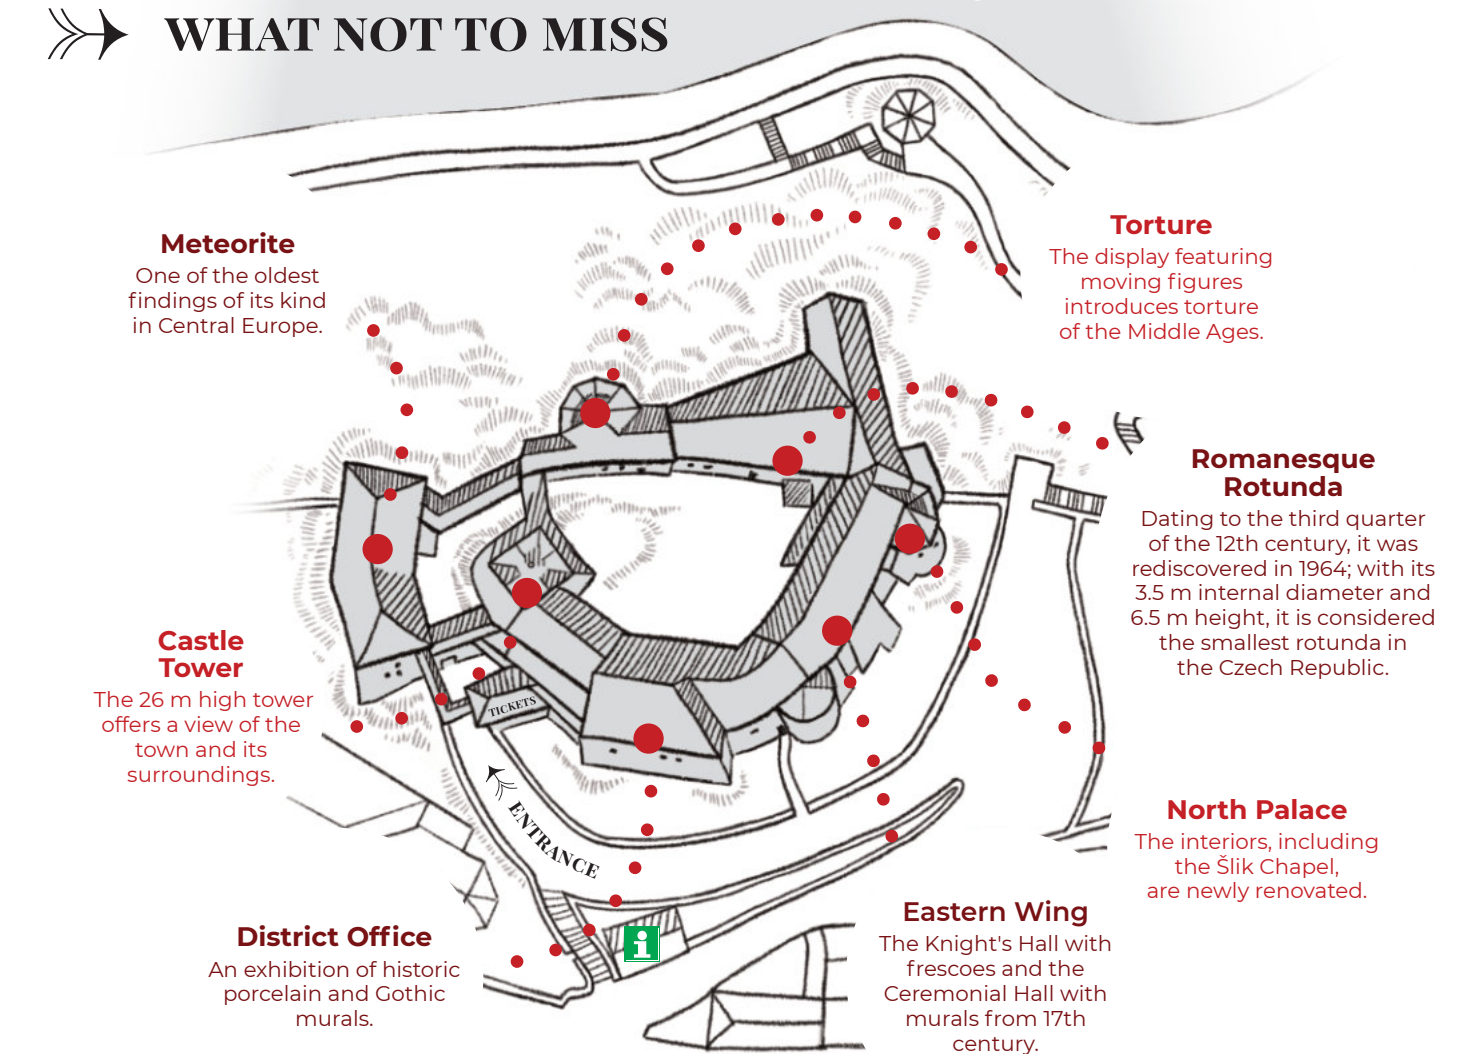 WHAT NOT TO MISS
Meteorite
One of the oldest
findings of its kind
in Central Europe.
Torture
The display featuring
moving figures
introduces torture
of the Middle Ages.
Romanesque
Rotunda
Dating to the third quarter
of the 12th century, it was
rediscovered in 1964; with its
3.5 m internal diameter and
6.5 m height, it is considered
the smallest rotunda in
the Czech Republic.
Castle
Tower
The 26 m high tower
offers a view of the
town and its
surroundings.
TICKETS
ENTRANCE
North Palace
The interiors, including
the Šlik Chapel,
are newly renovated.
District Office
An exhibition of historic
porcelain and Gothic
murals.
i
Eastern Wing
The Knight's Hall with
frescoes and the
Ceremonial Hall with
murals from 17th
century.